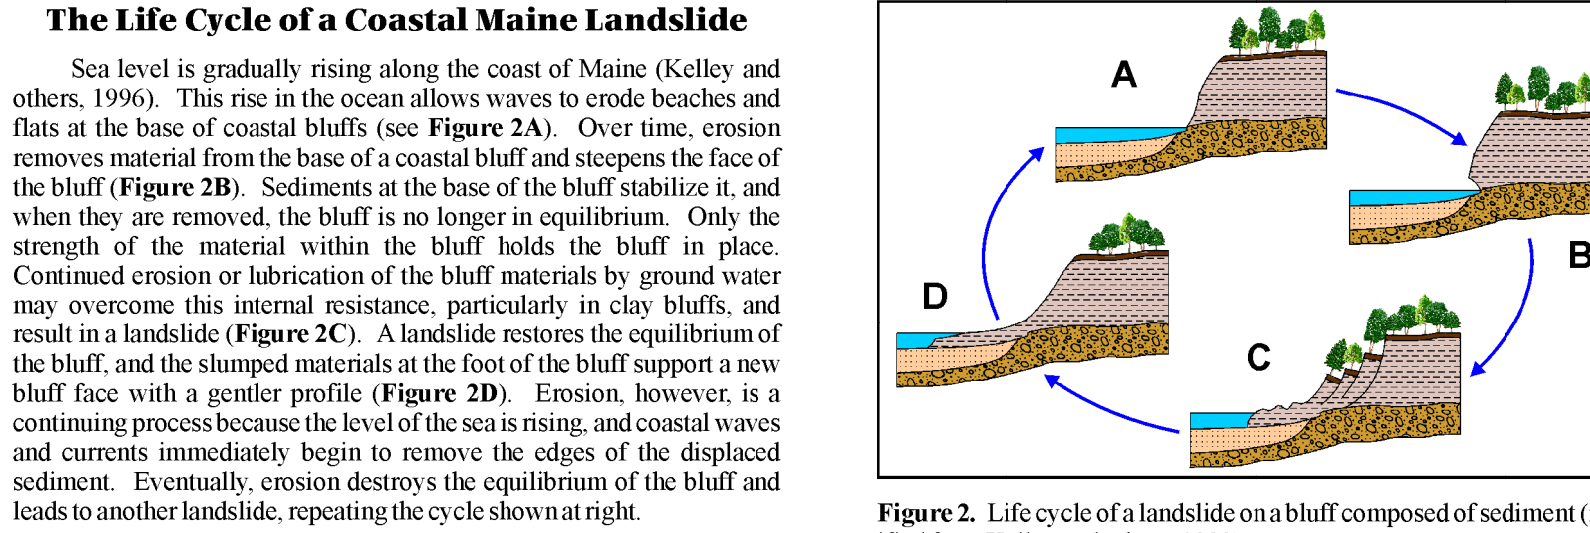 The Life Cycle of a Coastal Maine Landslide
Sea level is gradually rising along the coast of Maine (Kelley and
others, 1996). This rise in the ocean allows waves to erode beaches and
flats at the base of coastal bluffs (see Figure 2A). Over time, erosion
removes material from the base of a coastal bluff and steepens the face of
the bluff (Figure 2B). Sediments at the base of the bluff stabilize it, and
when they are removed, the bluff is no longer in equilibrium. Only the
strength of the material within the bluff holds the bluff in place.
Continued erosion or lubrication of the bluff materials by ground water
may overcome this internal resistance, particularly in clay bluffs, and
result in a landslide (Figure 2C). A landslide restores the equilibrium of
the bluff, and the slumped materials at the foot of the bluff support a new
bluff face with a gentler profile (Figure 2D). Erosion, however, is a
continuing process because the level of the sea is rising, and coastal waves
and currents immediately begin to remove the edges of the displaced
sediment. Eventually, erosion destroys the equilibrium of the bluff and
leads to another landslide, repeating the cycle shown at right.
A
B
C
D
Figure 2. Life cycle of a landslide on a bluff composed of sediment (